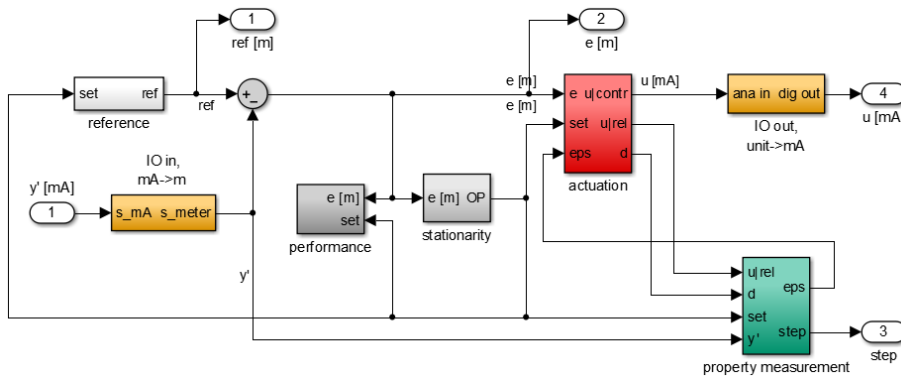 1
ref [m]
2
e [m]
set ref
reference
ref
+
−
e [m]
e [m]
e u|contr
set u|rel
eps d
actuation
u [mA]
ana in dig out
IO out,
unit->mA
4
u [mA
IO in,
mA->m
y' [mA]
1
s_mA s_meter
e [m]
set
performance
e [m] OP
stationarity
y'
u|rel
d
eps
set
step
y'
property measurement
3
step